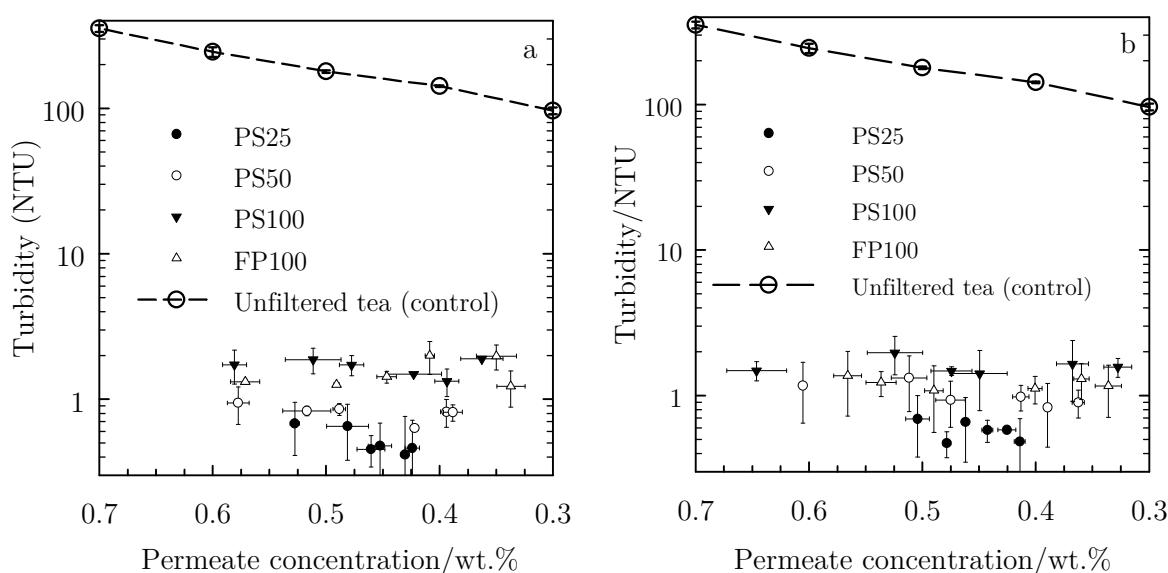 a
100
10
1
Turbidity (NTU)
PS25
PS50
PS100
FP100
Unfiltered tea (control)
0.7 0.6 0.5 0.4 0.3
Permeate concentration/wt.%
b
100
10
1
Turbidity/NTU
PS25
PS50
PS100
FP100
Unfiltered tea (control)
0.7 0.6 0.5 0.4 0.3
Permeate concentration/wt.%